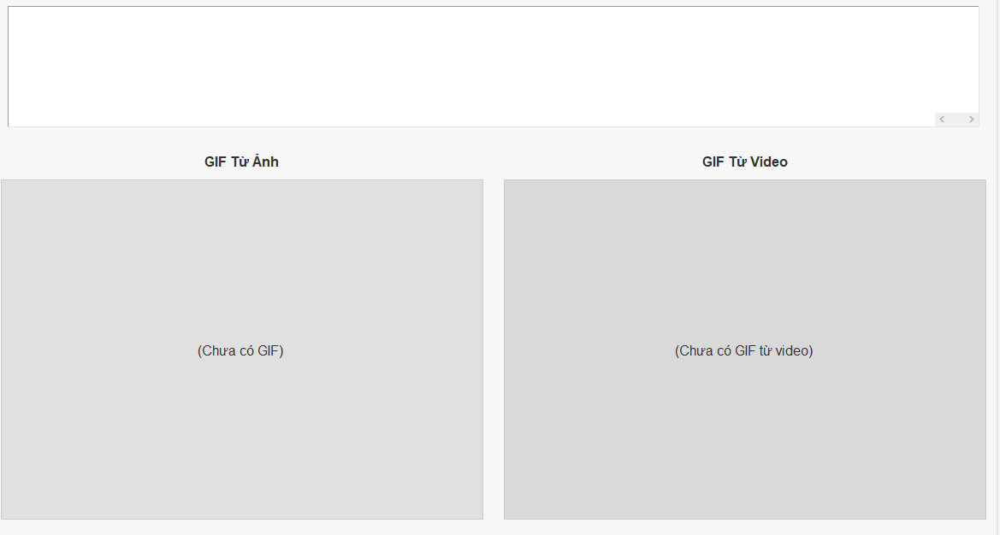 GIF Từ Ảnh
GIF Từ Video
(Chưa có GIF)
(Chưa có GIF từ video)